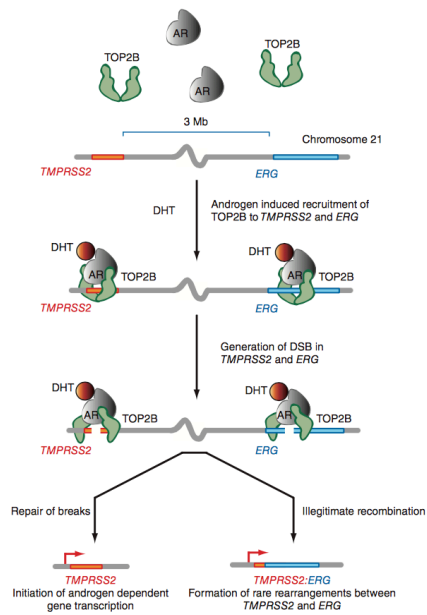 AR
TOP2B
TOP2B
AR
3 Mb
Chromosome 21
TMPRSS2
ERG
DHT
Androgen induced recruitment of
TOP2B to TMPRSS2 and ERG
DHT
AR
TOP2B
DHT
AR
TOP2B
TMPRSS2
ERG
Generation of DSB in
TMPRSS2 and ERG
DHT
AR
TOP2B
DHT
AR
TOP2B
TMPRSS2
ERG
Repair of breaks
Illegitimate recombination
TMPRSS2
TMPRSS2:ERG
Initiation of androgen dependent
gene transcription
Formation of rare rearrangements between
TMPRSS2 and ERG